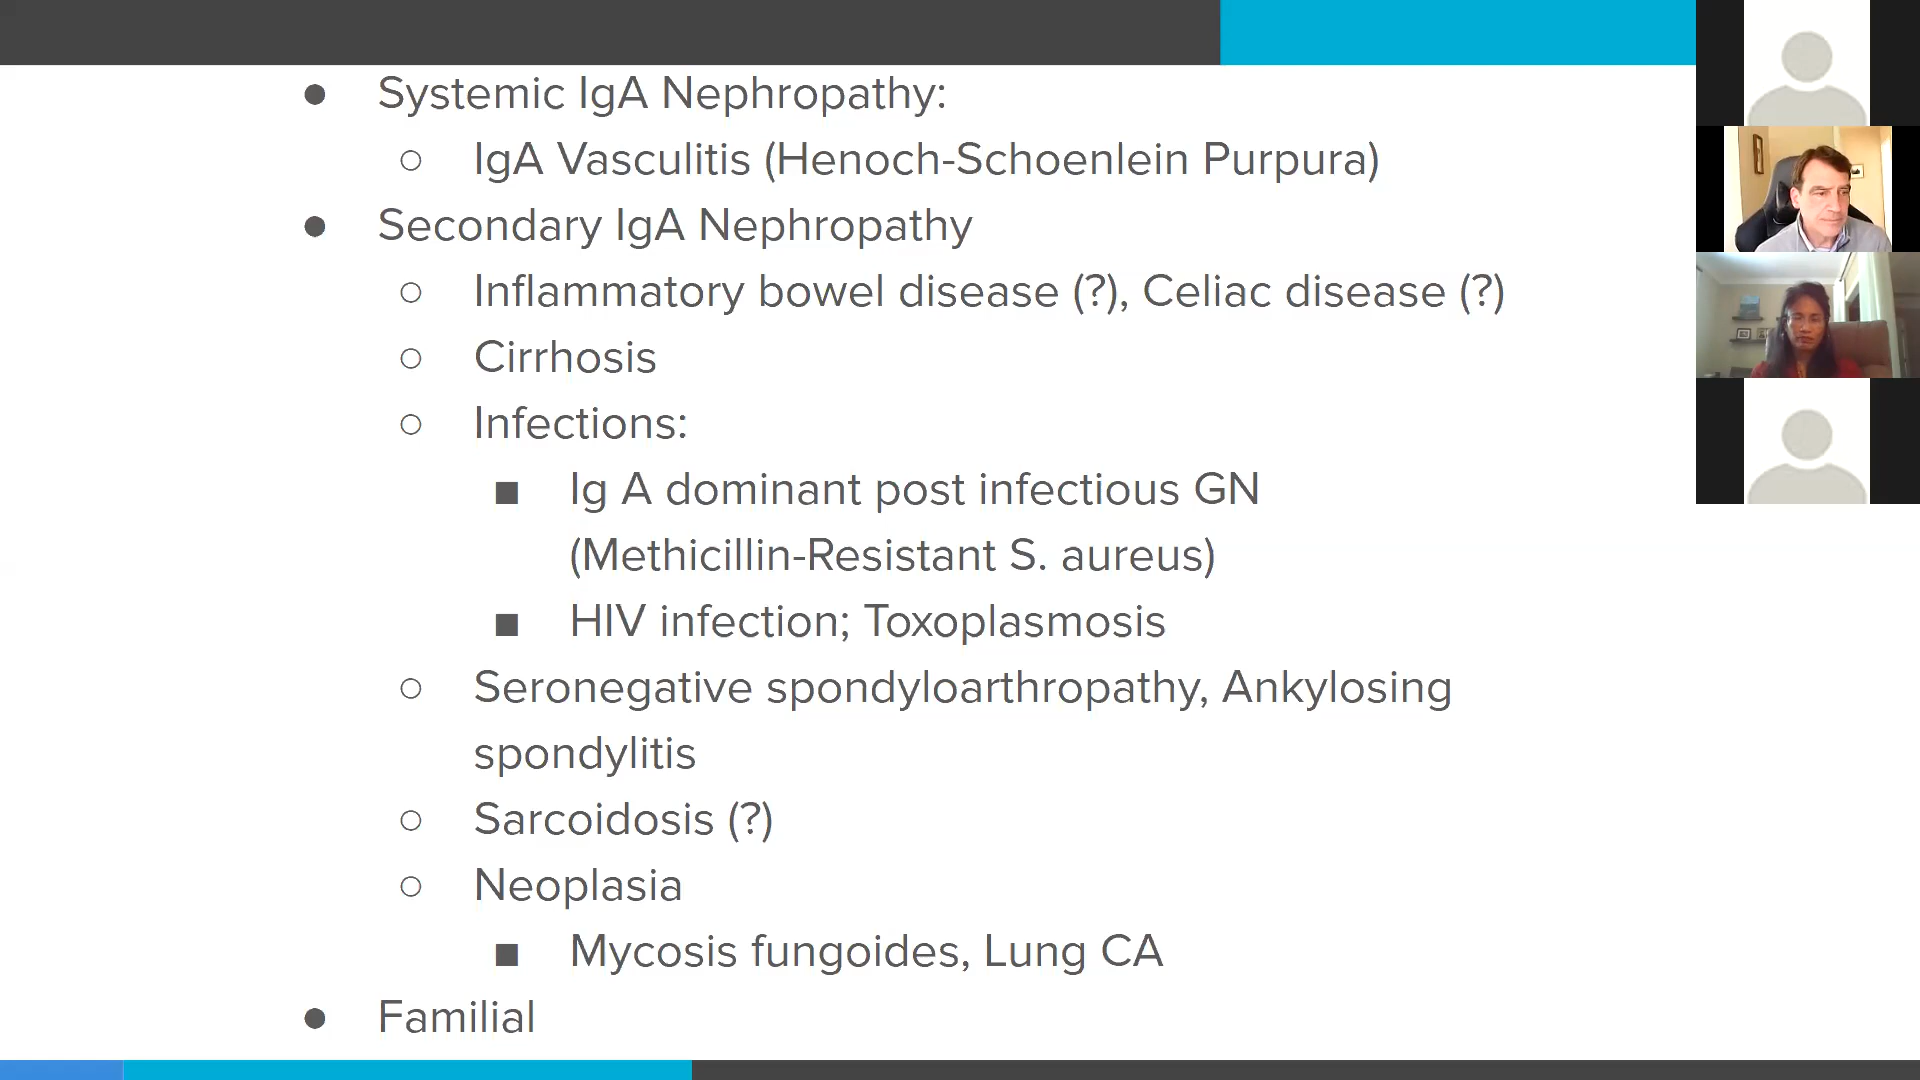 Systemic IgA Nephropathy:
IgA Vasculitis (Henoch-Schoenlein Purpura)
Secondary IgA Nephropathy
Inflammatory bowel disease (?), Celiac disease (?)
Cirrhosis
Infections:
Ig A dominant post infectious GN
(Methicillin-Resistant S. aureus)
HIV infection; Toxoplasmosis
Seronegative spondyloarthropathy, Ankylosing
spondylitis
Sarcoidosis (?)
Neoplasia
Mycosis fungoides, Lung CA
Familial